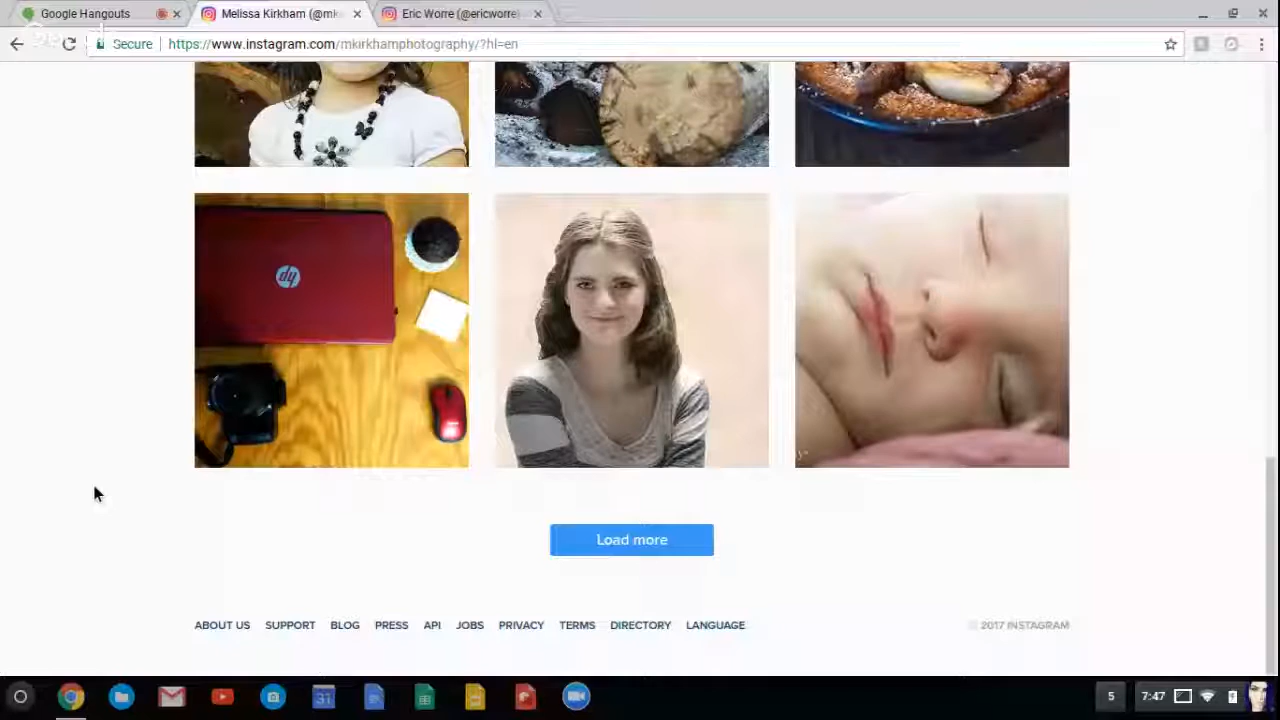 Google Hangouts
Melissa Kirkham (@mk
Eric Worre (@ericworre)
Secure
https://www.instagram.com/mkirkhamphotography/?hl=en
Load more
ABOUT US SUPPORT BLOG PRESS API JOBS PRIVACY TERMS DIRECTORY LANGUAGE
© 2017 INSTAGRAM
31
5
7:47